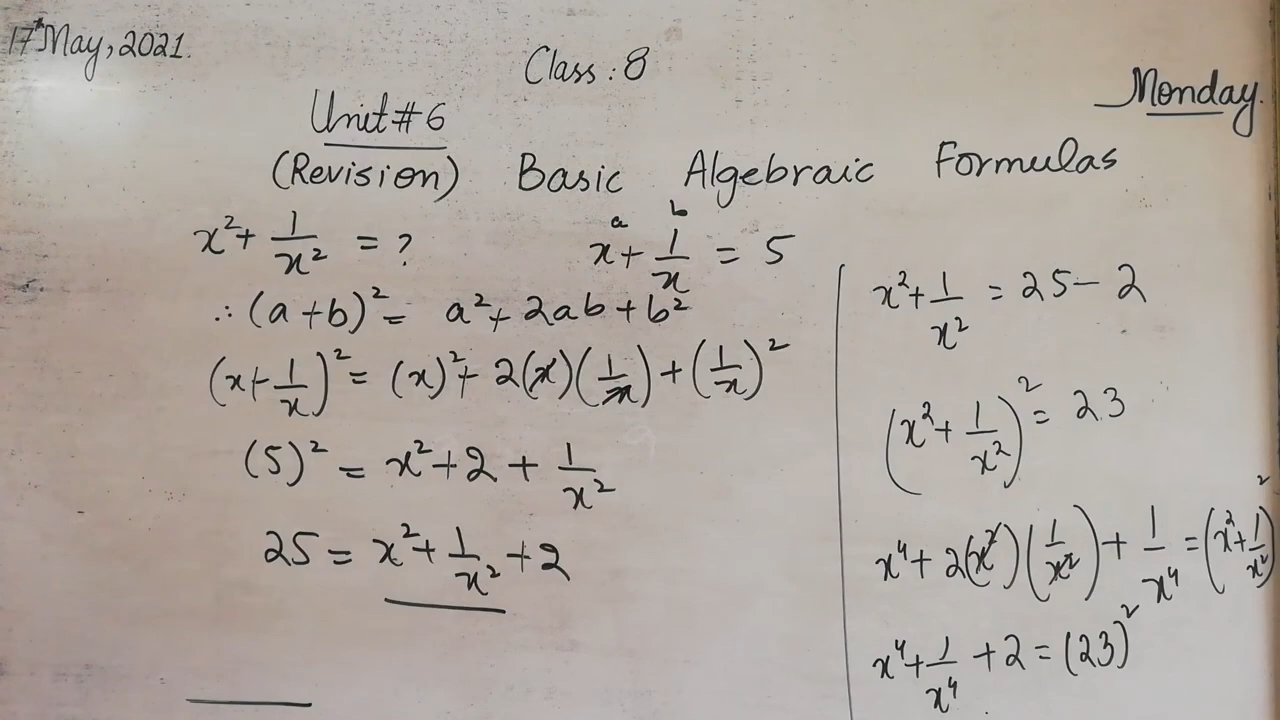 17th May, 2021.
Class : 8
Monday.
Unit # 6
(Revision) Basic Algebraic Formulas
x² + 1/x² = ?
a b
x + 1/x = 5
∴ (a + b)² = a² + 2ab + b²
(x + 1/x)² = (x)² + 2(x)(1/x) + (1/x)²
(5)² = x² + 2 + 1/x²
25 = x² + 1/x² + 2
x² + 1/x² = 25 - 2
(x² + 1/x²)² = 23
x⁴ + 2(x²)(1/x²) + 1/x⁴ = (x² + 1/x²)²
x⁴ + 1/x⁴ + 2 = (23)²